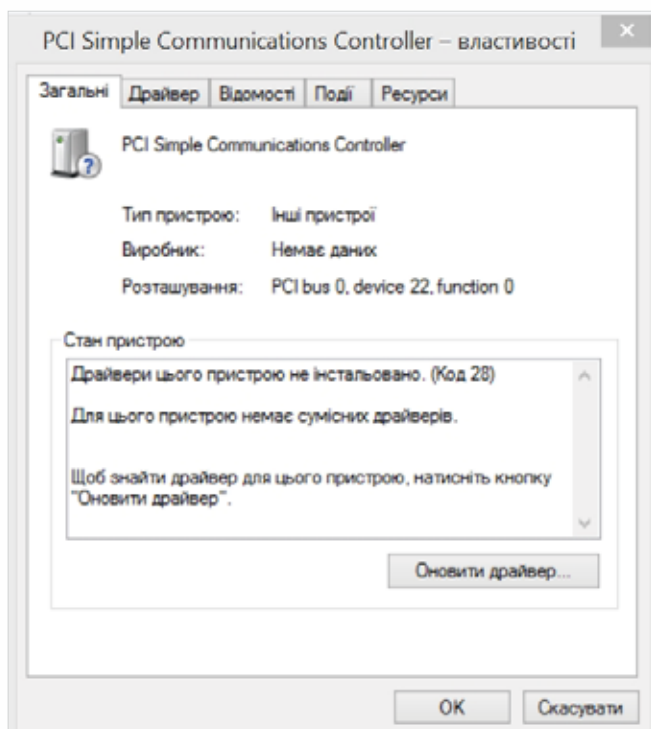 PCI Simple Communications Controller – властивості
Загальні Драйвер Відомості Події Ресурси
PCI Simple Communications Controller
Тип пристрою: Інші пристрої
Виробник: Немає даних
Розташування: PCI bus 0, device 22, function 0
Стан пристрою
Драйвери цього пристрою не інстальовано. (Код 28)
Для цього пристрою немає сумісних драйверів.
Щоб знайти драйвер для цього пристрою, натисніть кнопку
"Оновити драйвер".
Оновити драйвер...
OK Скасувати